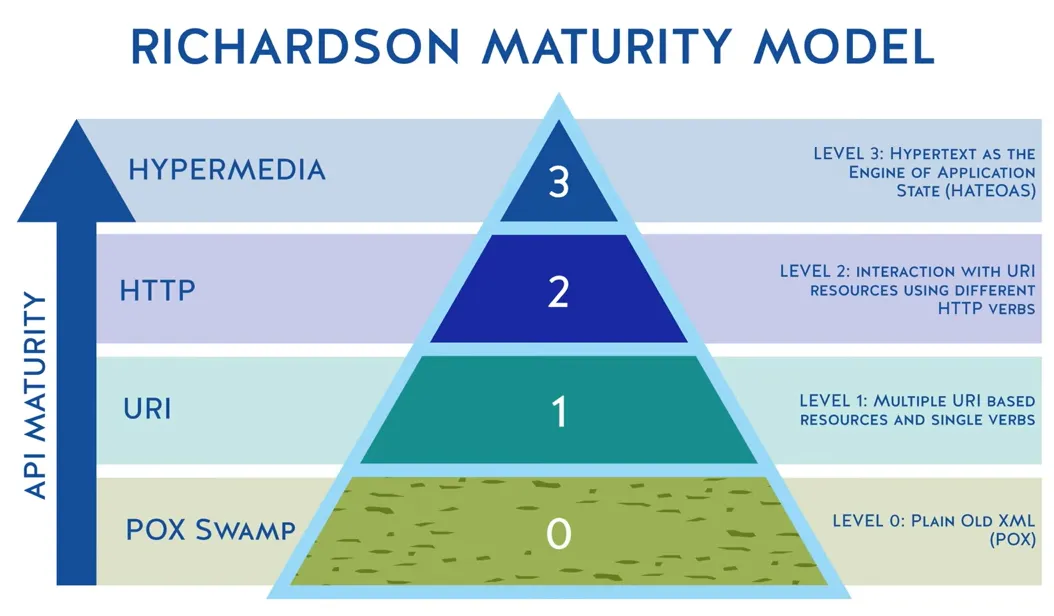 RICHARDSON MATURITY MODEL
API MATURITY
HYPERMEDIA
3
LEVEL 3: HYPERTEXT AS THE
ENGINE OF APPLICATION
STATE (HATEOAS)
HTTP
2
LEVEL 2: INTERACTION WITH URI
RESOURCES USING DIFFERENT
HTTP VERBS
URI
1
LEVEL 1: MULTIPLE URI BASED
RESOURCES AND SINGLE VERBS
POX SWAMP
0
LEVEL 0: PLAIN OLD XML
(POX)